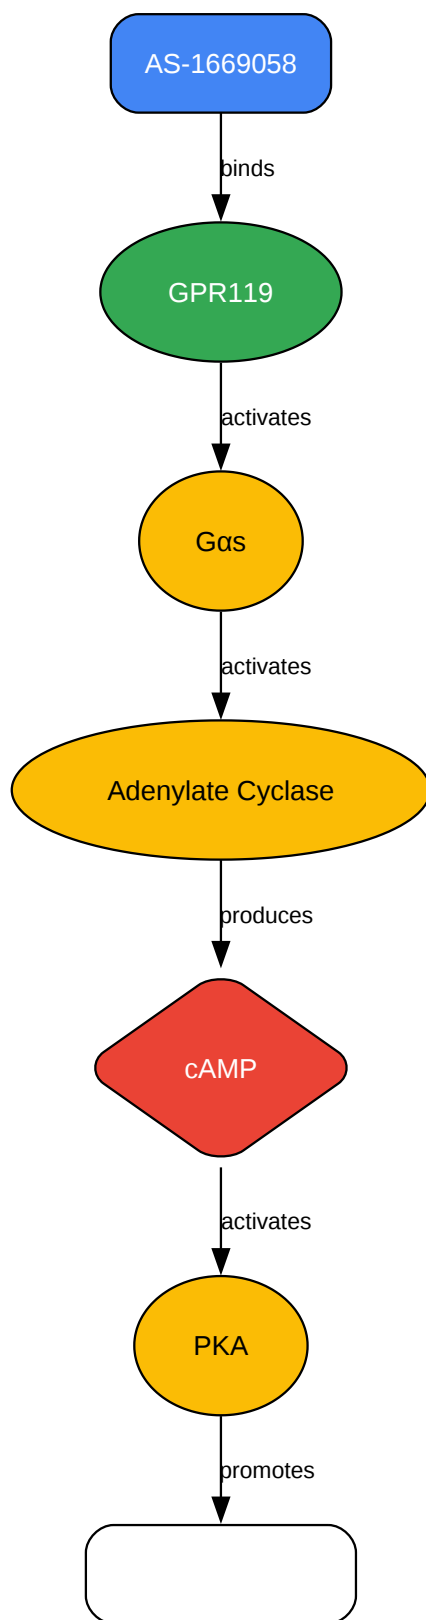 AS-1669058
binds
GPR119
activates
Gαs
activates
Adenylate Cyclase
produces
cAMP
activates
PKA
promotes